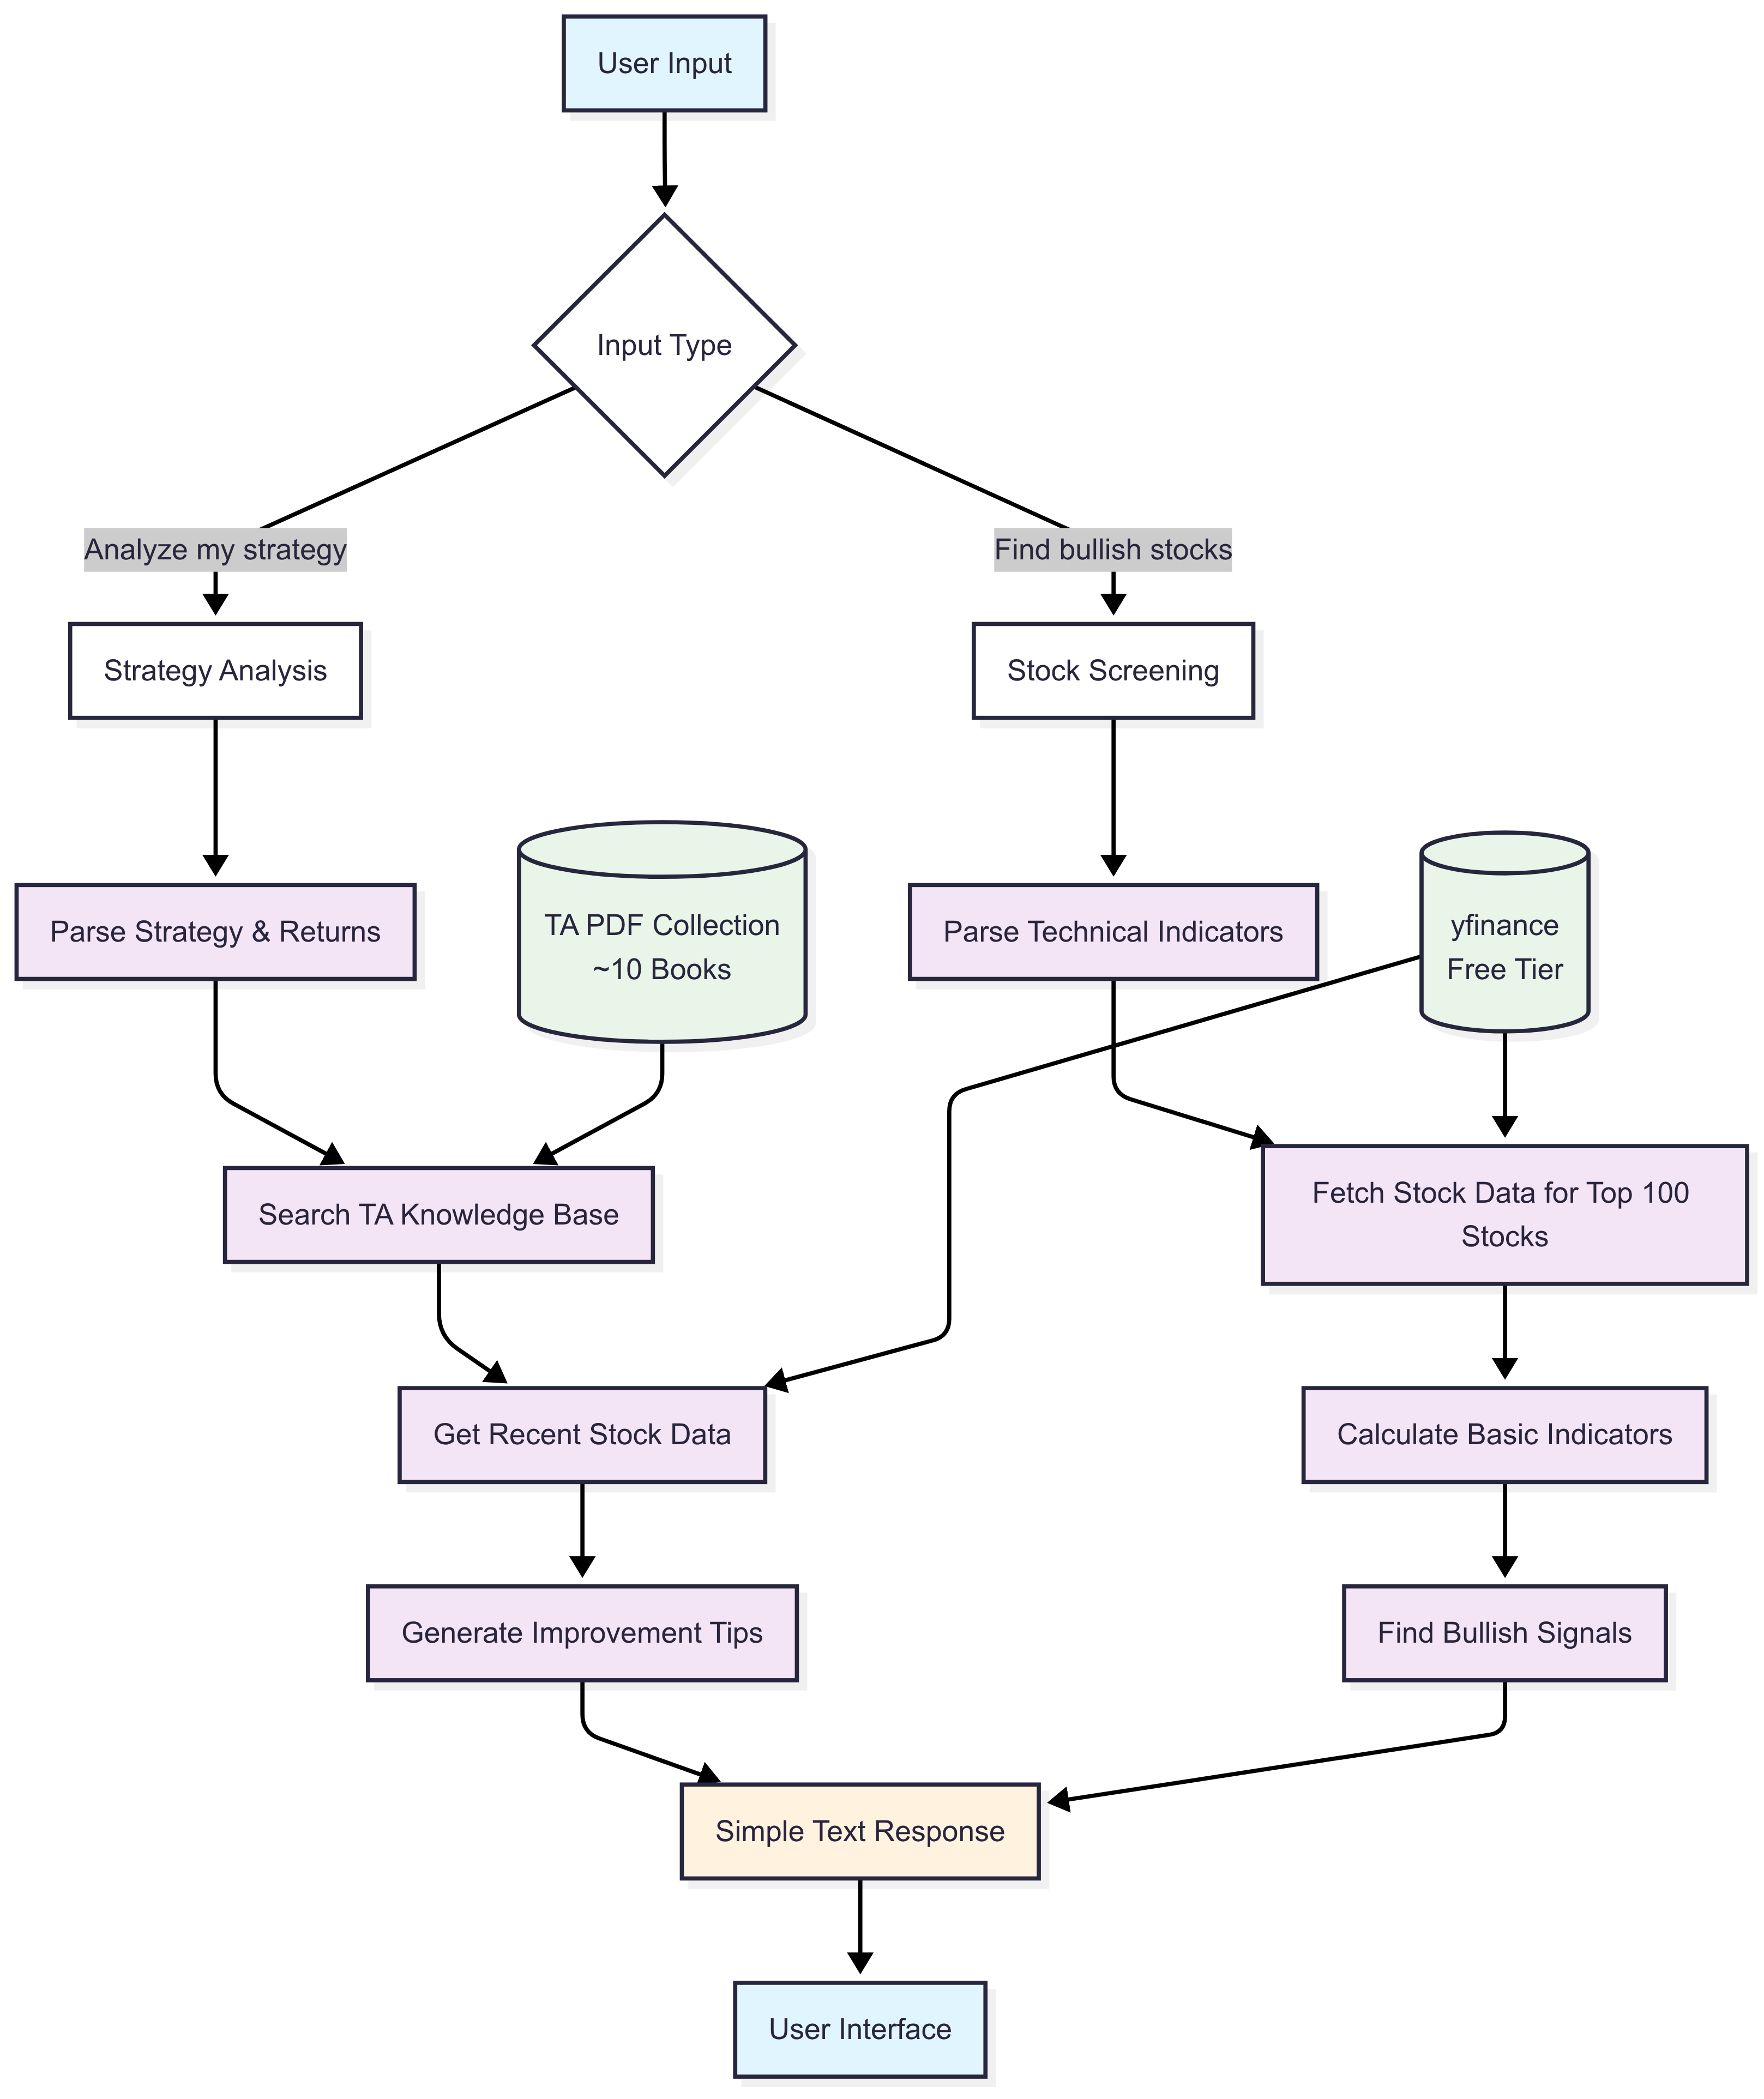 User Input
Input Type
Analyze my strategy
Find bullish stocks
Strategy Analysis
Stock Screening
Parse Strategy & Returns
TA PDF Collection
~10 Books
Parse Technical Indicators
yfinance
Free Tier
Search TA Knowledge Base
Fetch Stock Data for Top 100
Stocks
Get Recent Stock Data
Calculate Basic Indicators
Generate Improvement Tips
Find Bullish Signals
Simple Text Response
User Interface